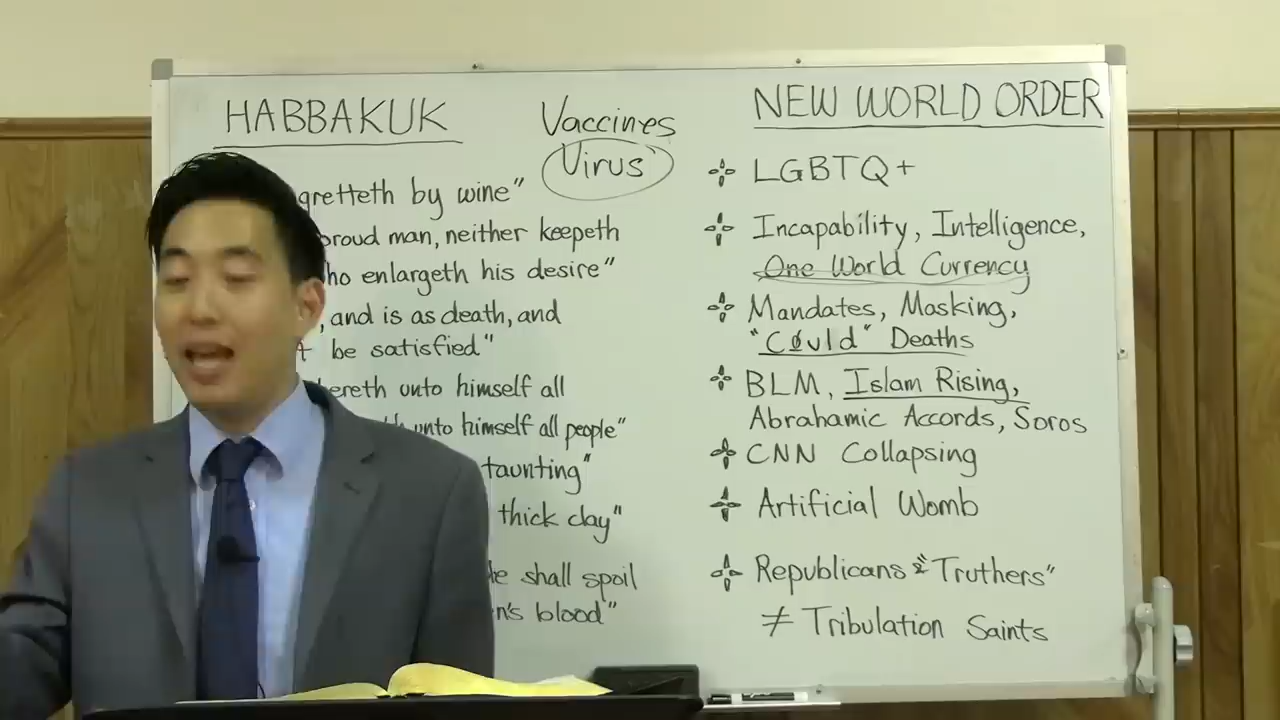 HABBAKUK
gretteth by wine"
proud man, neither keepeth
ho enlargeth his desire"
, and is as death, and
t be satisfied"
hereth unto himself all
unto himself all people"
taunting"
thick clay"
he shall spoil
n's blood"
Vaccines
Virus
NEW WORLD ORDER
LGBTQ+
Incapability, Intelligence,
One World Currency
Mandates, Masking,
"Could" Deaths
BLM, Islam Rising,
Abrahamic Accords, Soros
CNN Collapsing
Artificial Womb
Republicans & "Truthers"
≠ Tribulation Saints